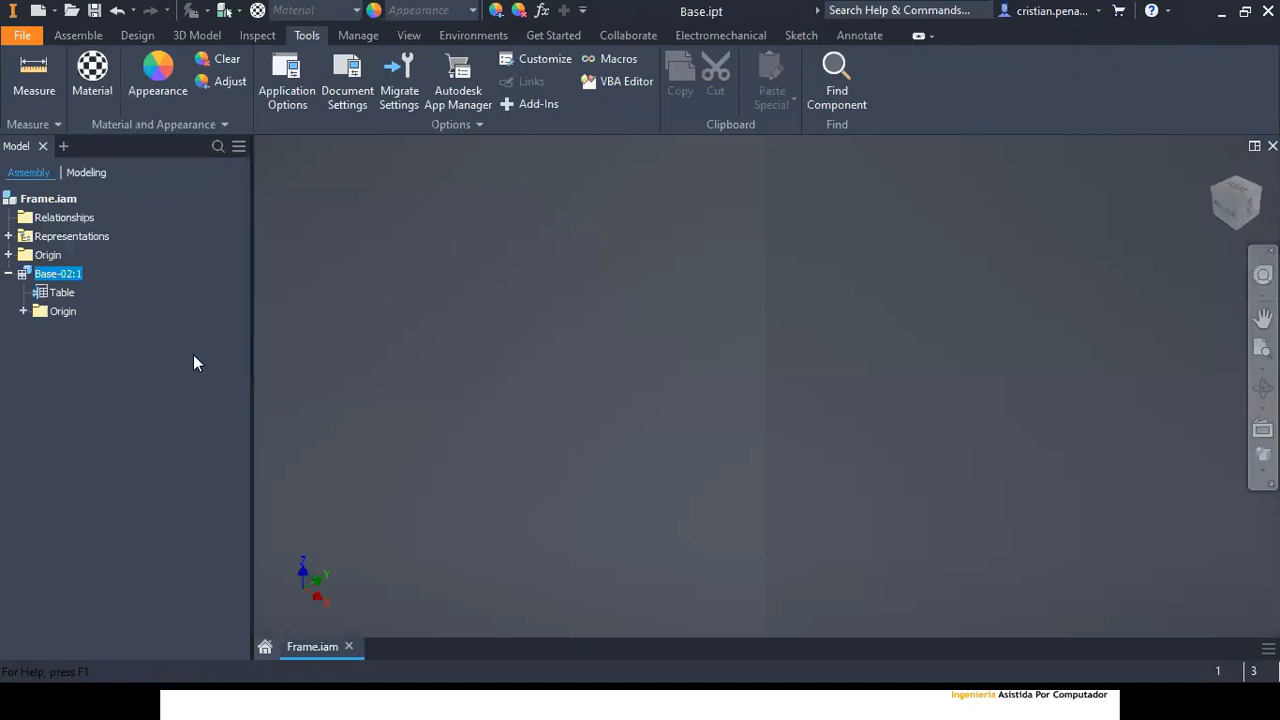 Material
Appearance
Base.ipt
Search Help & Commands...
cristian.pena...
File
Assemble
Design
3D Model
Inspect
Tools
Manage
View
Environments
Get Started
Collaborate
Electromechanical
Sketch
Annotate
Measure
Material
Appearance
Clear
Adjust
Application Options
Document Settings
Migrate Settings
Autodesk App Manager
Customize
Links
Add-Ins
Macros
VBA Editor
Copy
Cut
Paste Special
Find Component
Measure
Material and Appearance
Options
Clipboard
Find
Model
Assembly
Modeling
Frame.iam
Relationships
Representations
Origin
Base-02:1
Table
Origin
Z
Y
X
Frame.iam
For Help, press F1
1
3
Ingeniería Asistida Por Computador